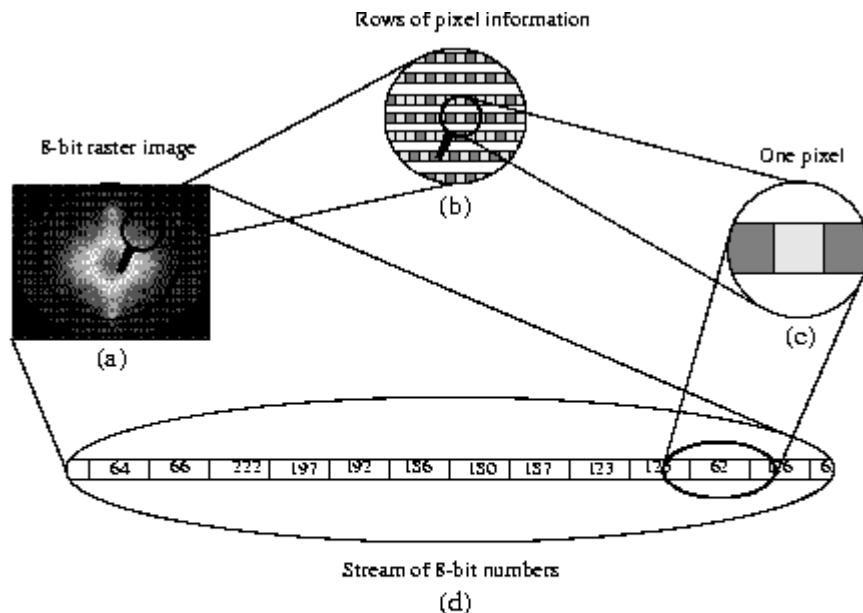 Rows of pixel information
8-bit raster image
One pixel
(b)
(c)
(a)
64 66 222 197 192 186 180 187 123 62
Stream of 8-bit numbers
(d)